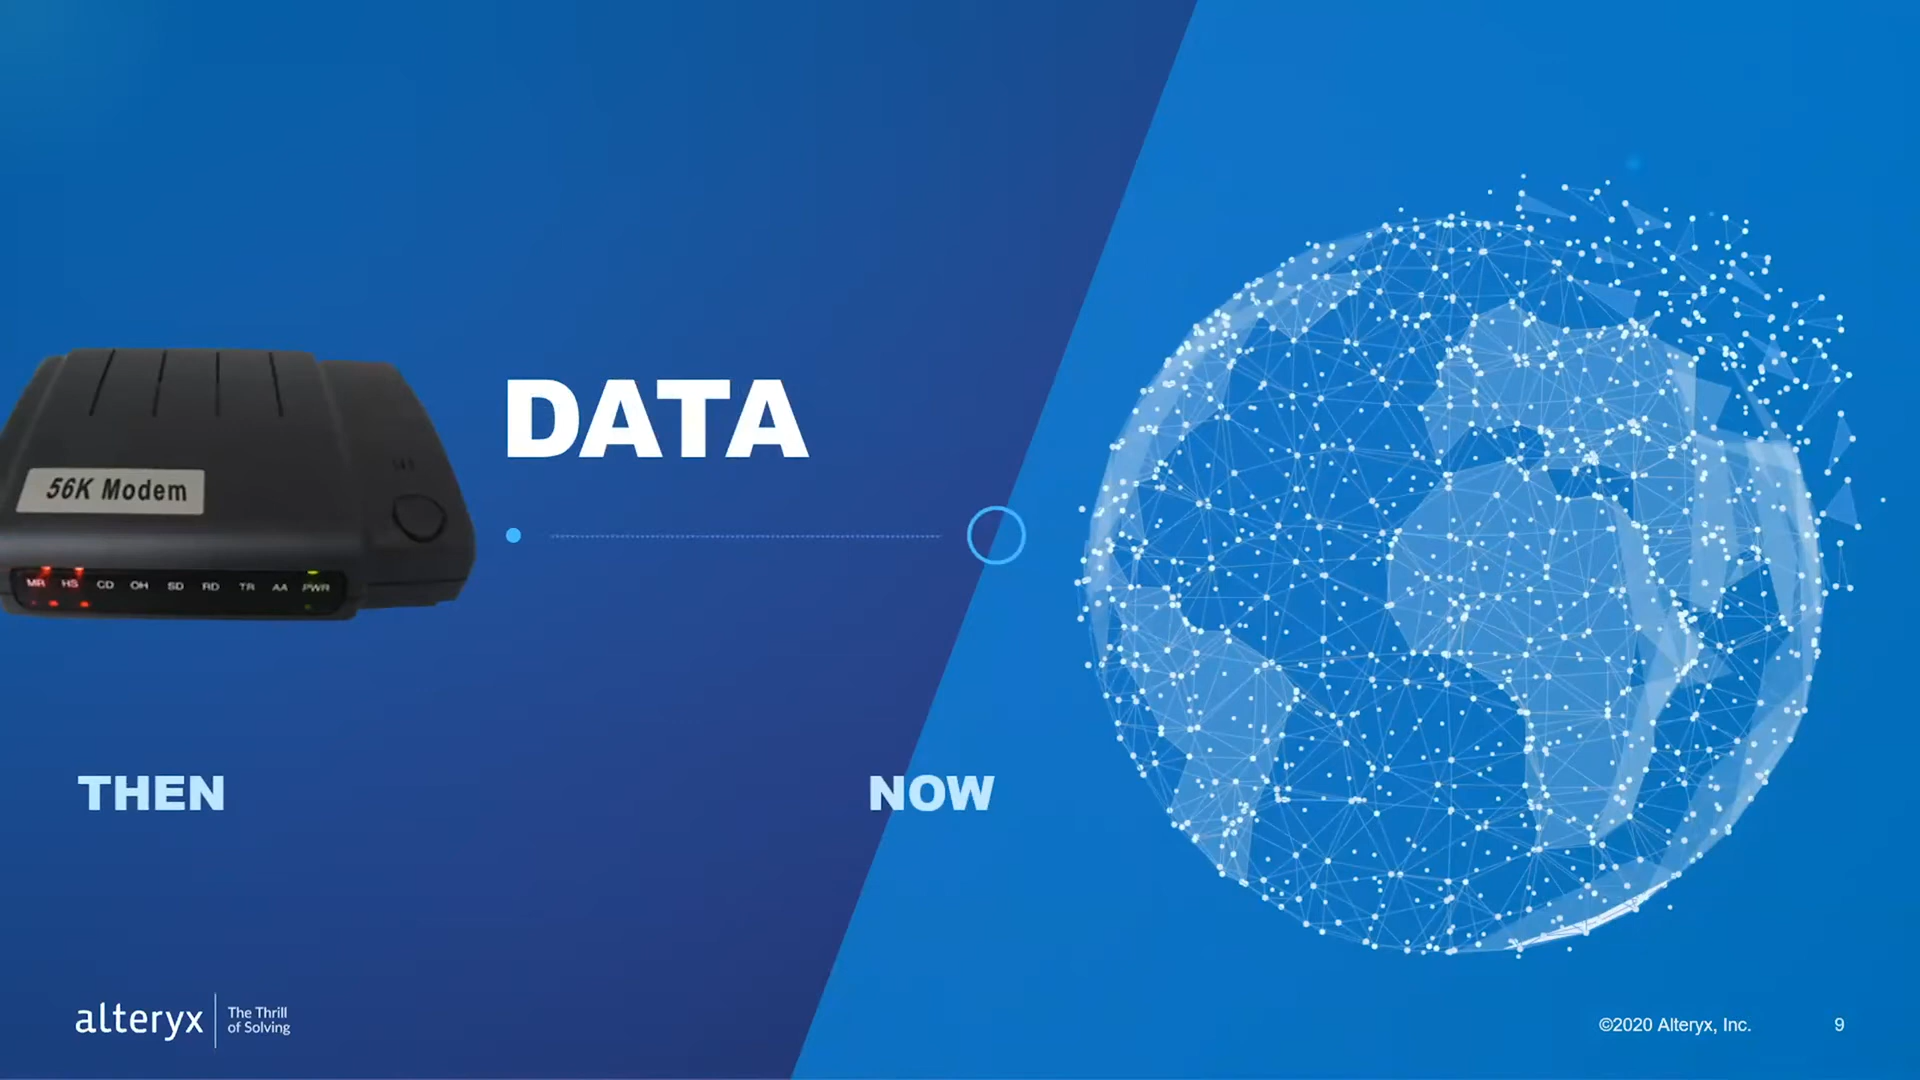 DATA
56K Modem
MR HS CD OH SD RD TR AA PWR
THEN
NOW
alteryx
The Thrill
of Solving
©2020 Alteryx, Inc.
9